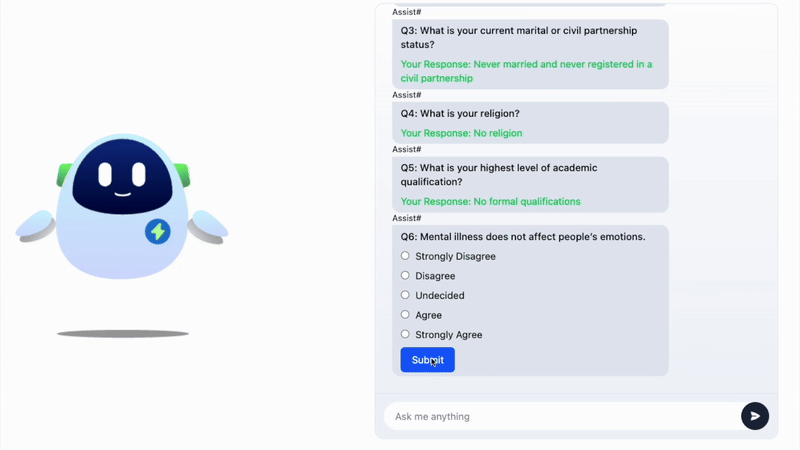 Assist#
Q3: What is your current marital or civil partnership
status?
Your Response: Never married and never registered in a
civil partnership
Assist#
Q4: What is your religion?
Your Response: No religion
Assist#
Q5: What is your highest level of academic
qualification?
Your Response: No formal qualifications
Assist#
Q6: Mental illness does not affect people's emotions.
Strongly Disagree
Disagree
Undecided
Agree
Strongly Agree
Submit
Ask me anything